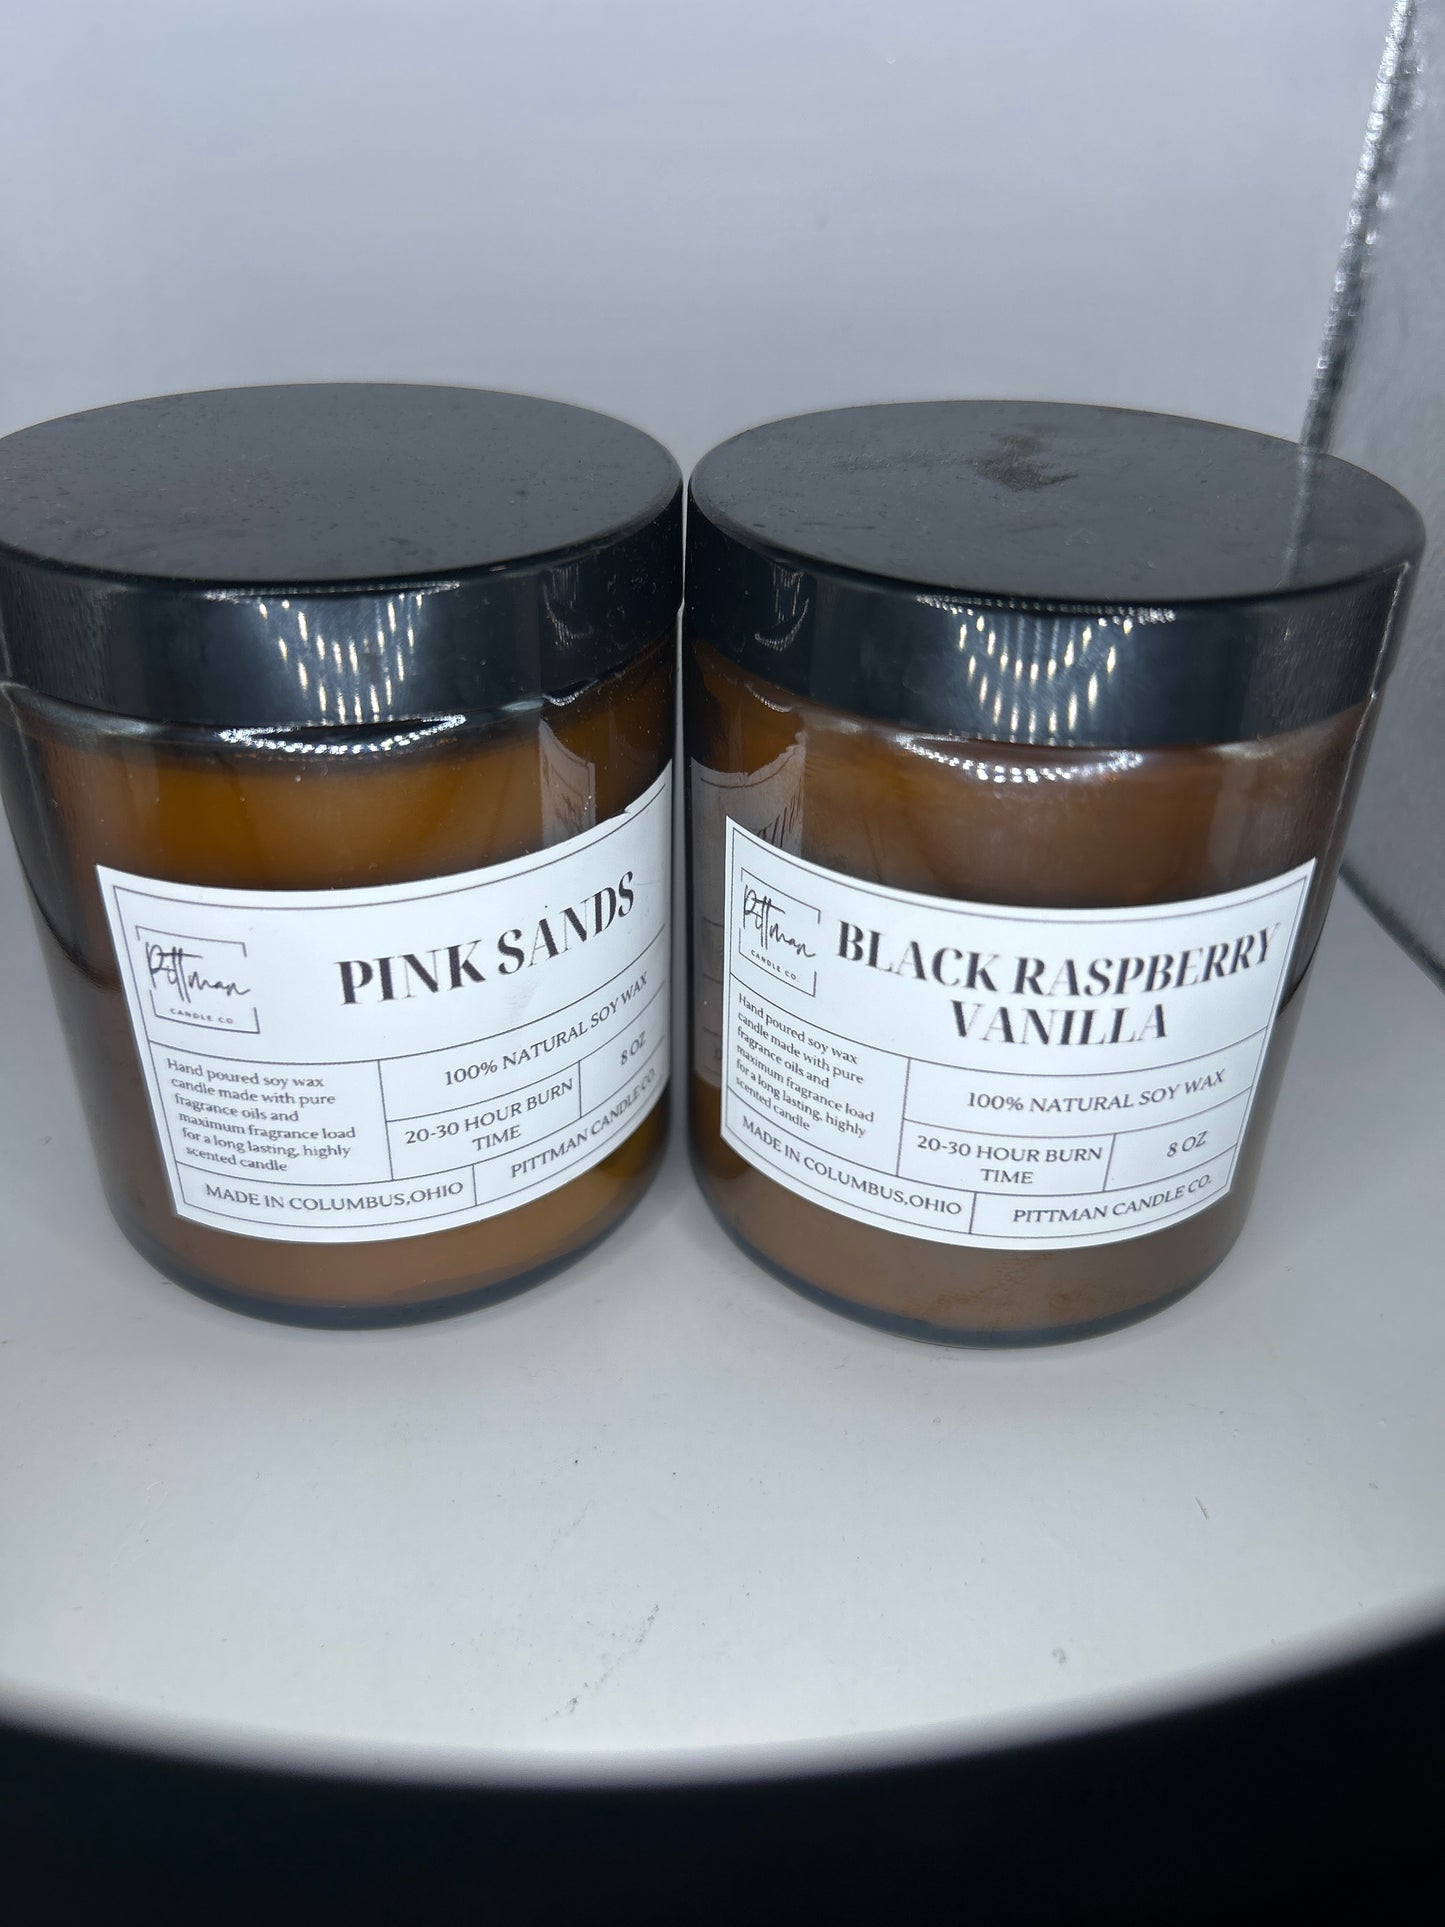 Pittman
CANDLE CO
PINK SANDS
Hand poured soy wax
candle made with pure
fragrance oils and
maximum fragrance load
for a long lasting, highly
scented candle
100% NATURAL SOY WAX
20-30 HOUR BURN
TIME
8 OZ
MADE IN COLUMBUS,OHIO
PITTMAN CANDLE CO.
Pittman
CANDLE CO.
BLACK RASPBERRY
VANILLA
Hand poured soy wax
candle made with pure
fragrance oils and
maximum fragrance load
for a long lasting, highly
scented candle
100% NATURAL SOY WAX
20-30 HOUR BURN
TIME
8 OZ
MADE IN COLUMBUS,OHIO
PITTMAN CANDLE CO.